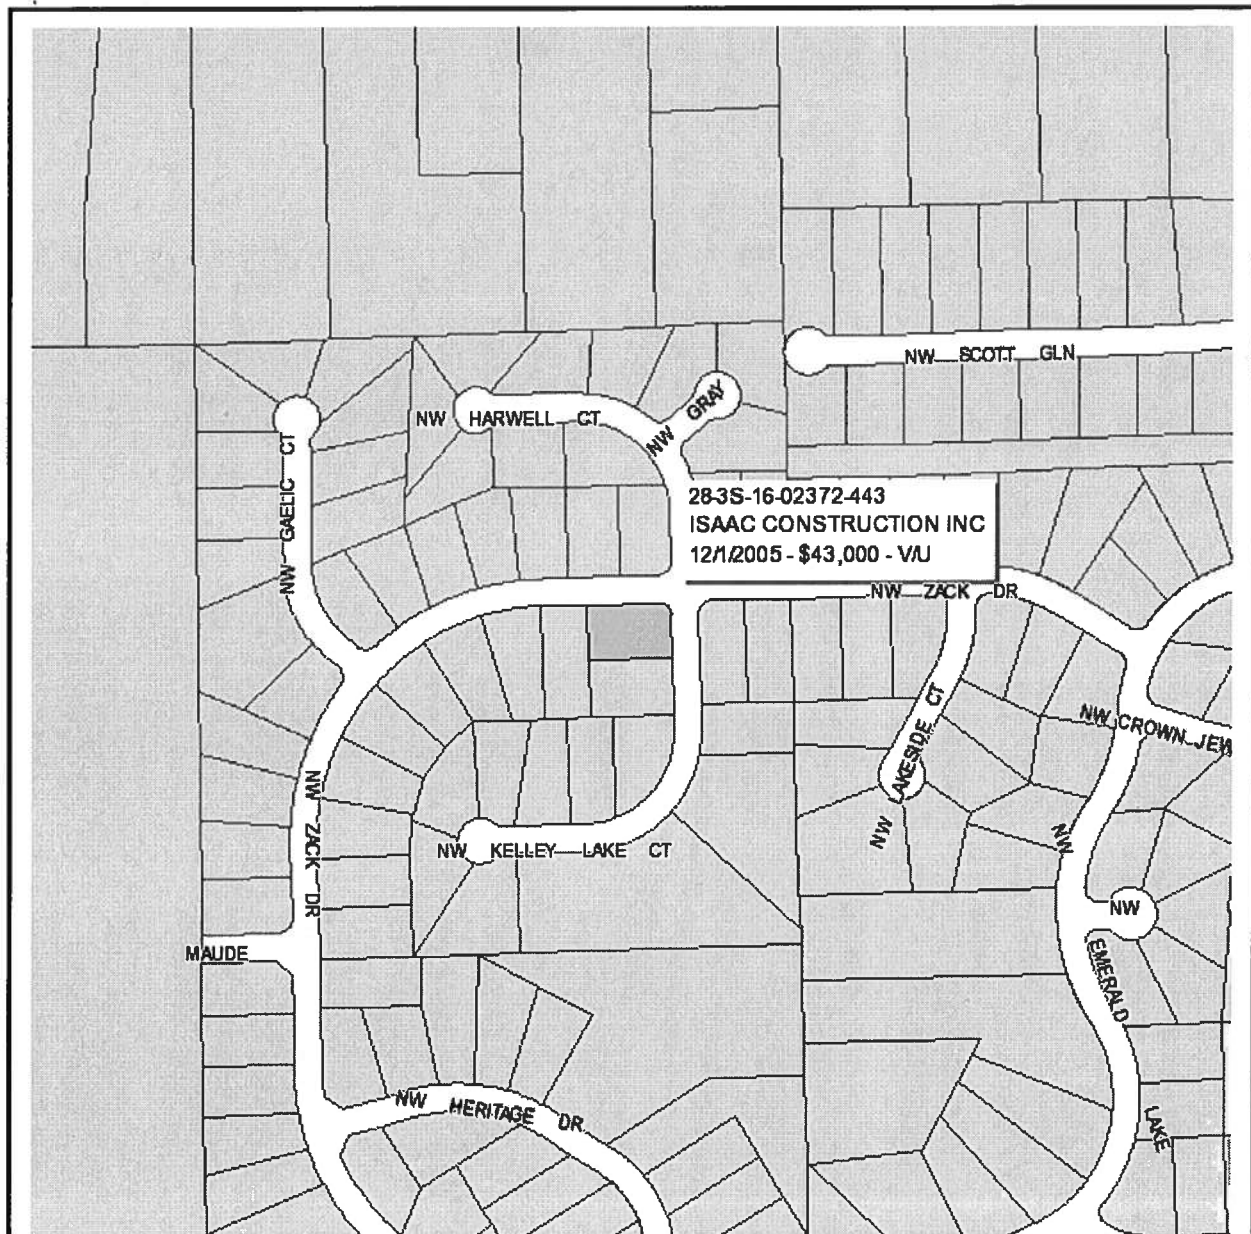 NW SCOTT GLN
NW GRAY
NW HARWELL CT
NW GAELIC CT
28-3S-16-02372-443
ISAAC CONSTRUCTION INC
12/1/2005 - $43,000 - V/U
NW ZACK DR
NW LAKESIDE CT
NW CROWN JEW
NW ZACK DR
NW KELLEY LAKE CT
NW EMERALD LAKE
NW
MAUDE
NW HERITAGE DR